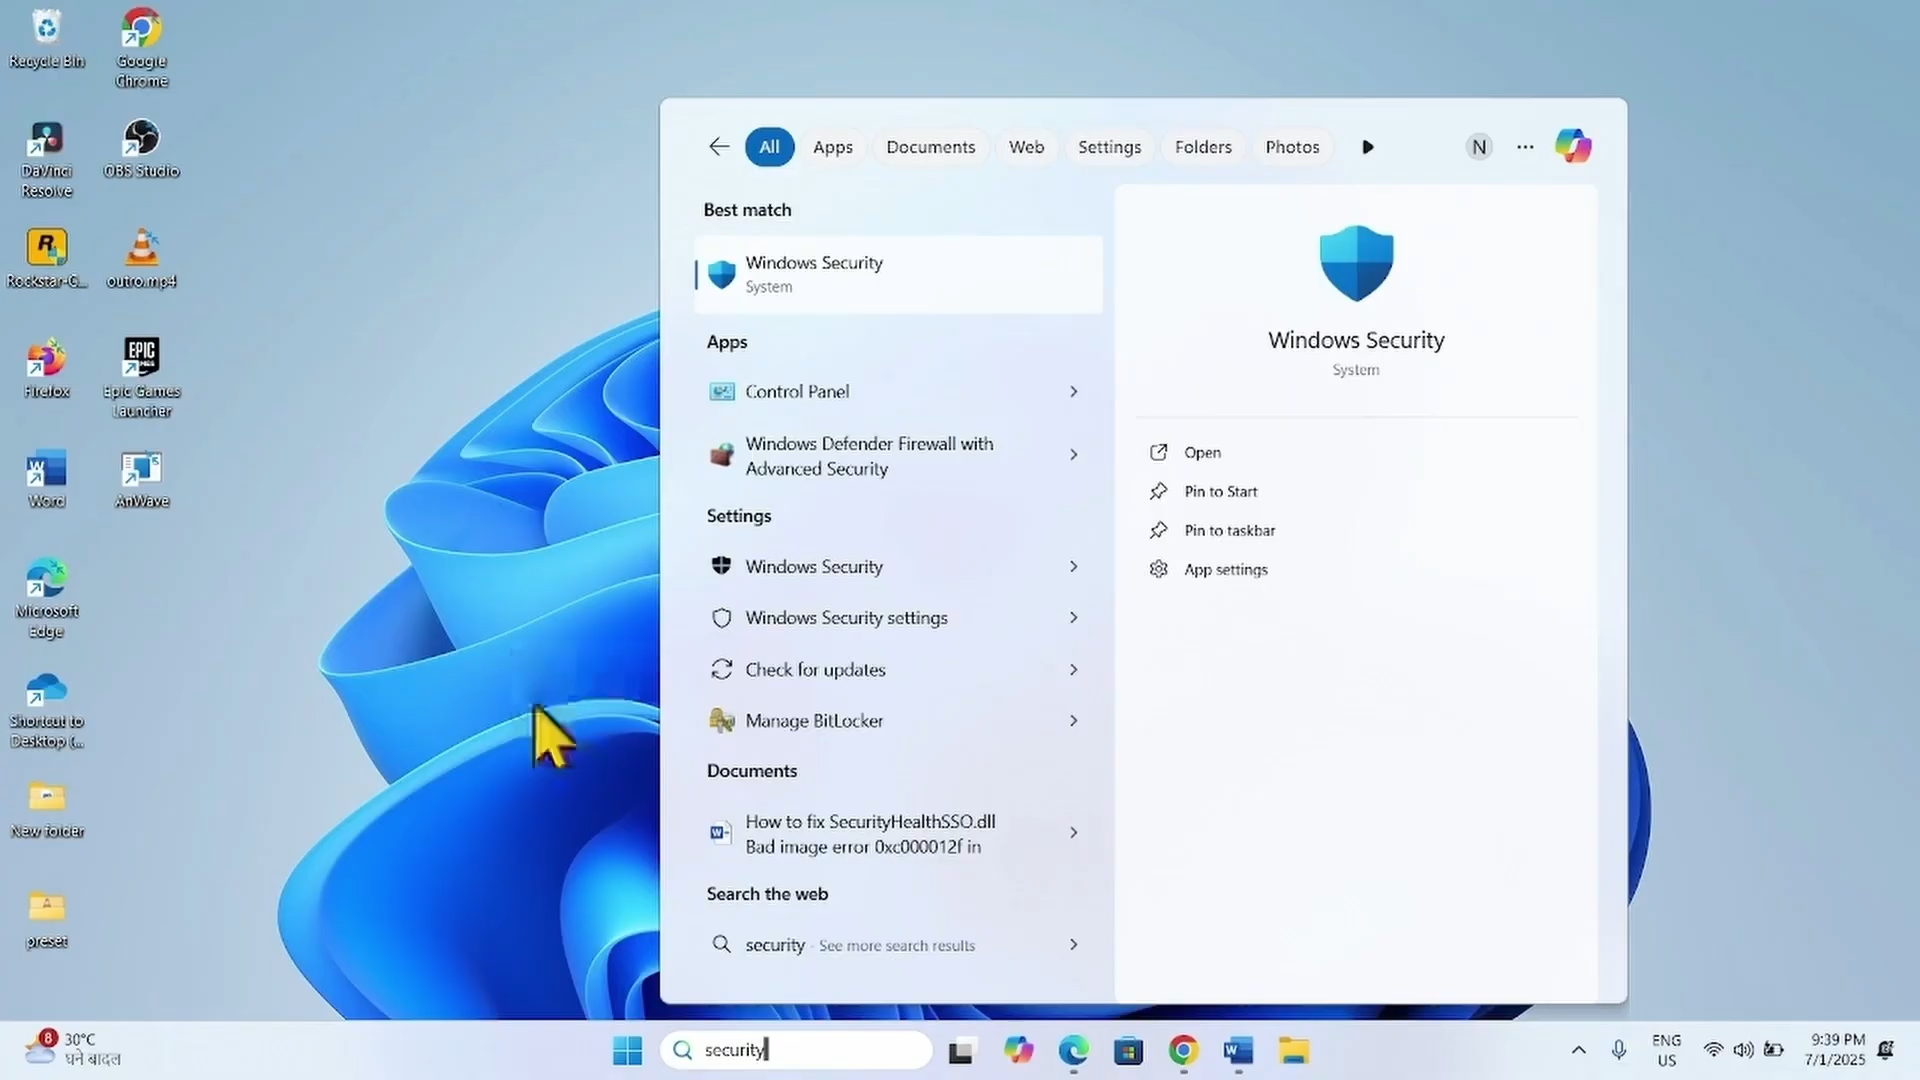 Recycle Bin
Google
Chrome
DaVinci
Resolve
OBS Studio
Rockstar-G...
outro.mp4
Firefox
Epic Games
Launcher
Word
AnWave
Microsoft
Edge
Shortcut to
Desktop (...
New folder
preset
All
Apps
Documents
Web
Settings
Folders
Photos
N
Best match
Windows Security
System
Apps
Control Panel
Windows Defender Firewall with
Advanced Security
Settings
Windows Security
Windows Security settings
Check for updates
Manage BitLocker
Documents
How to fix SecurityHealthSSO.dll
Bad image error 0xc000012f in
Search the web
security - See more search results
Windows Security
System
Open
Pin to Start
Pin to taskbar
App settings
8
30°C
घने बादल
security
ENG
US
9:39 PM
7/1/2025